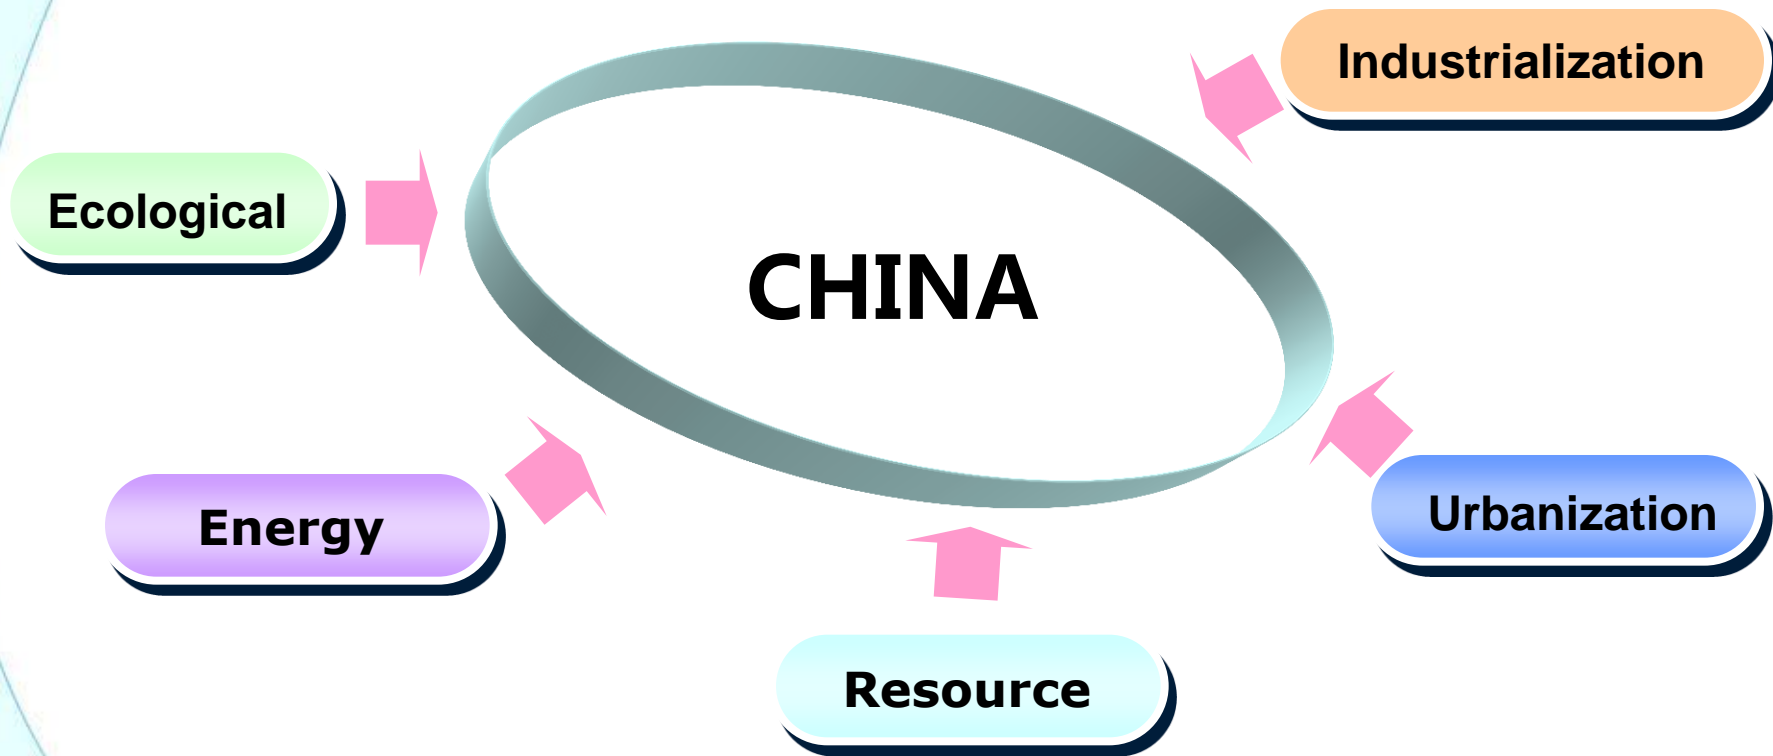 Industrialization
Ecological
CHINA
Energy
Urbanization
Resource